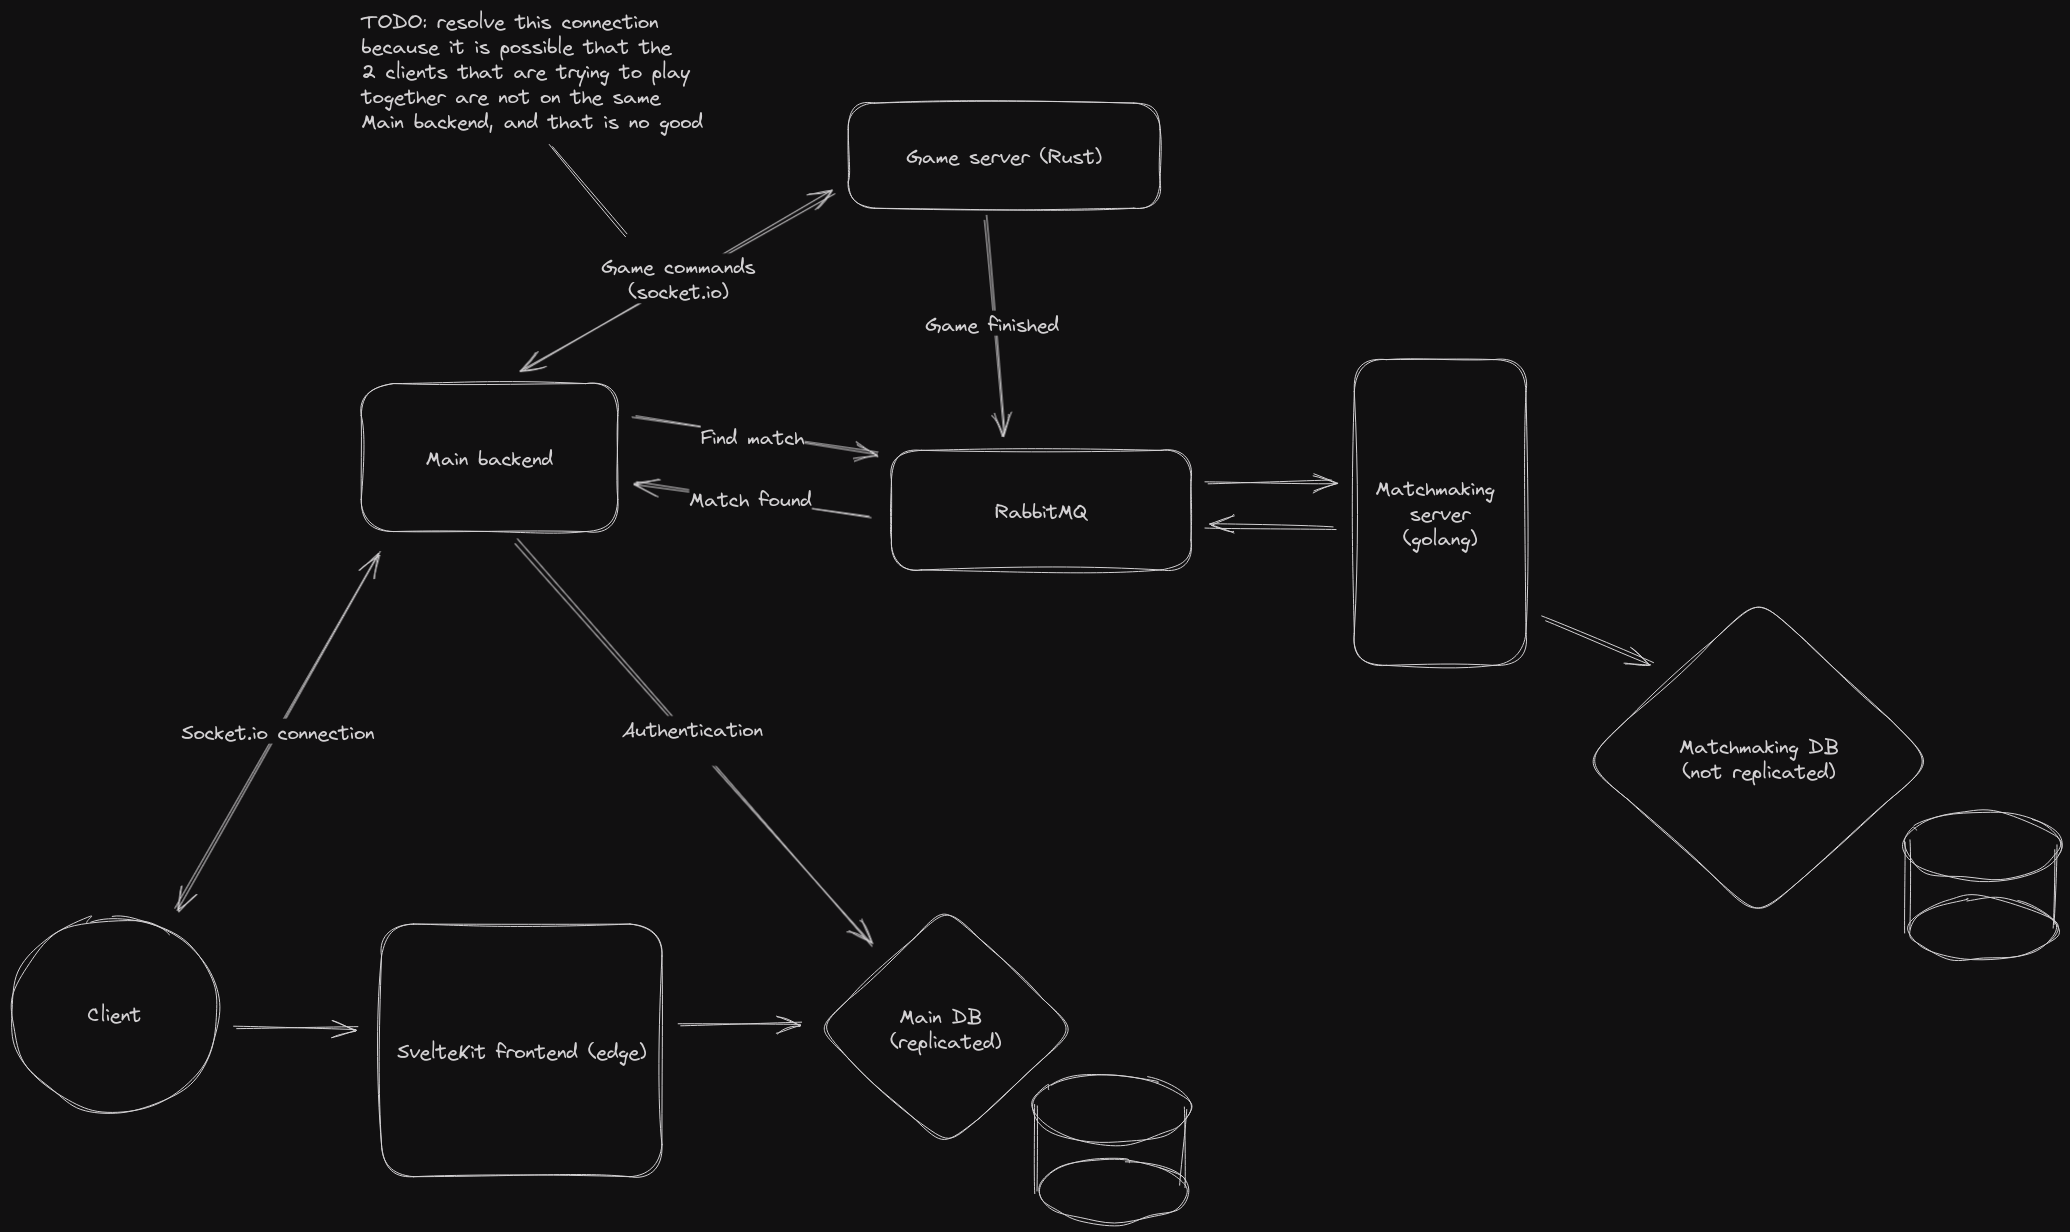 TODO: resolve this connection
because it is possible that the
2 clients that are trying to play
together are not on the same
Main backend, and that is no good
Game server (Rust)
Game commands
(socket.io)
Game finished
Main backend
Find match
Match found
RabbitMQ
Matchmaking
server
(golang)
Socket.io connection
Authentication
Matchmaking DB
(not replicated)
Client
SvelteKit frontend (edge)
Main DB
(replicated)